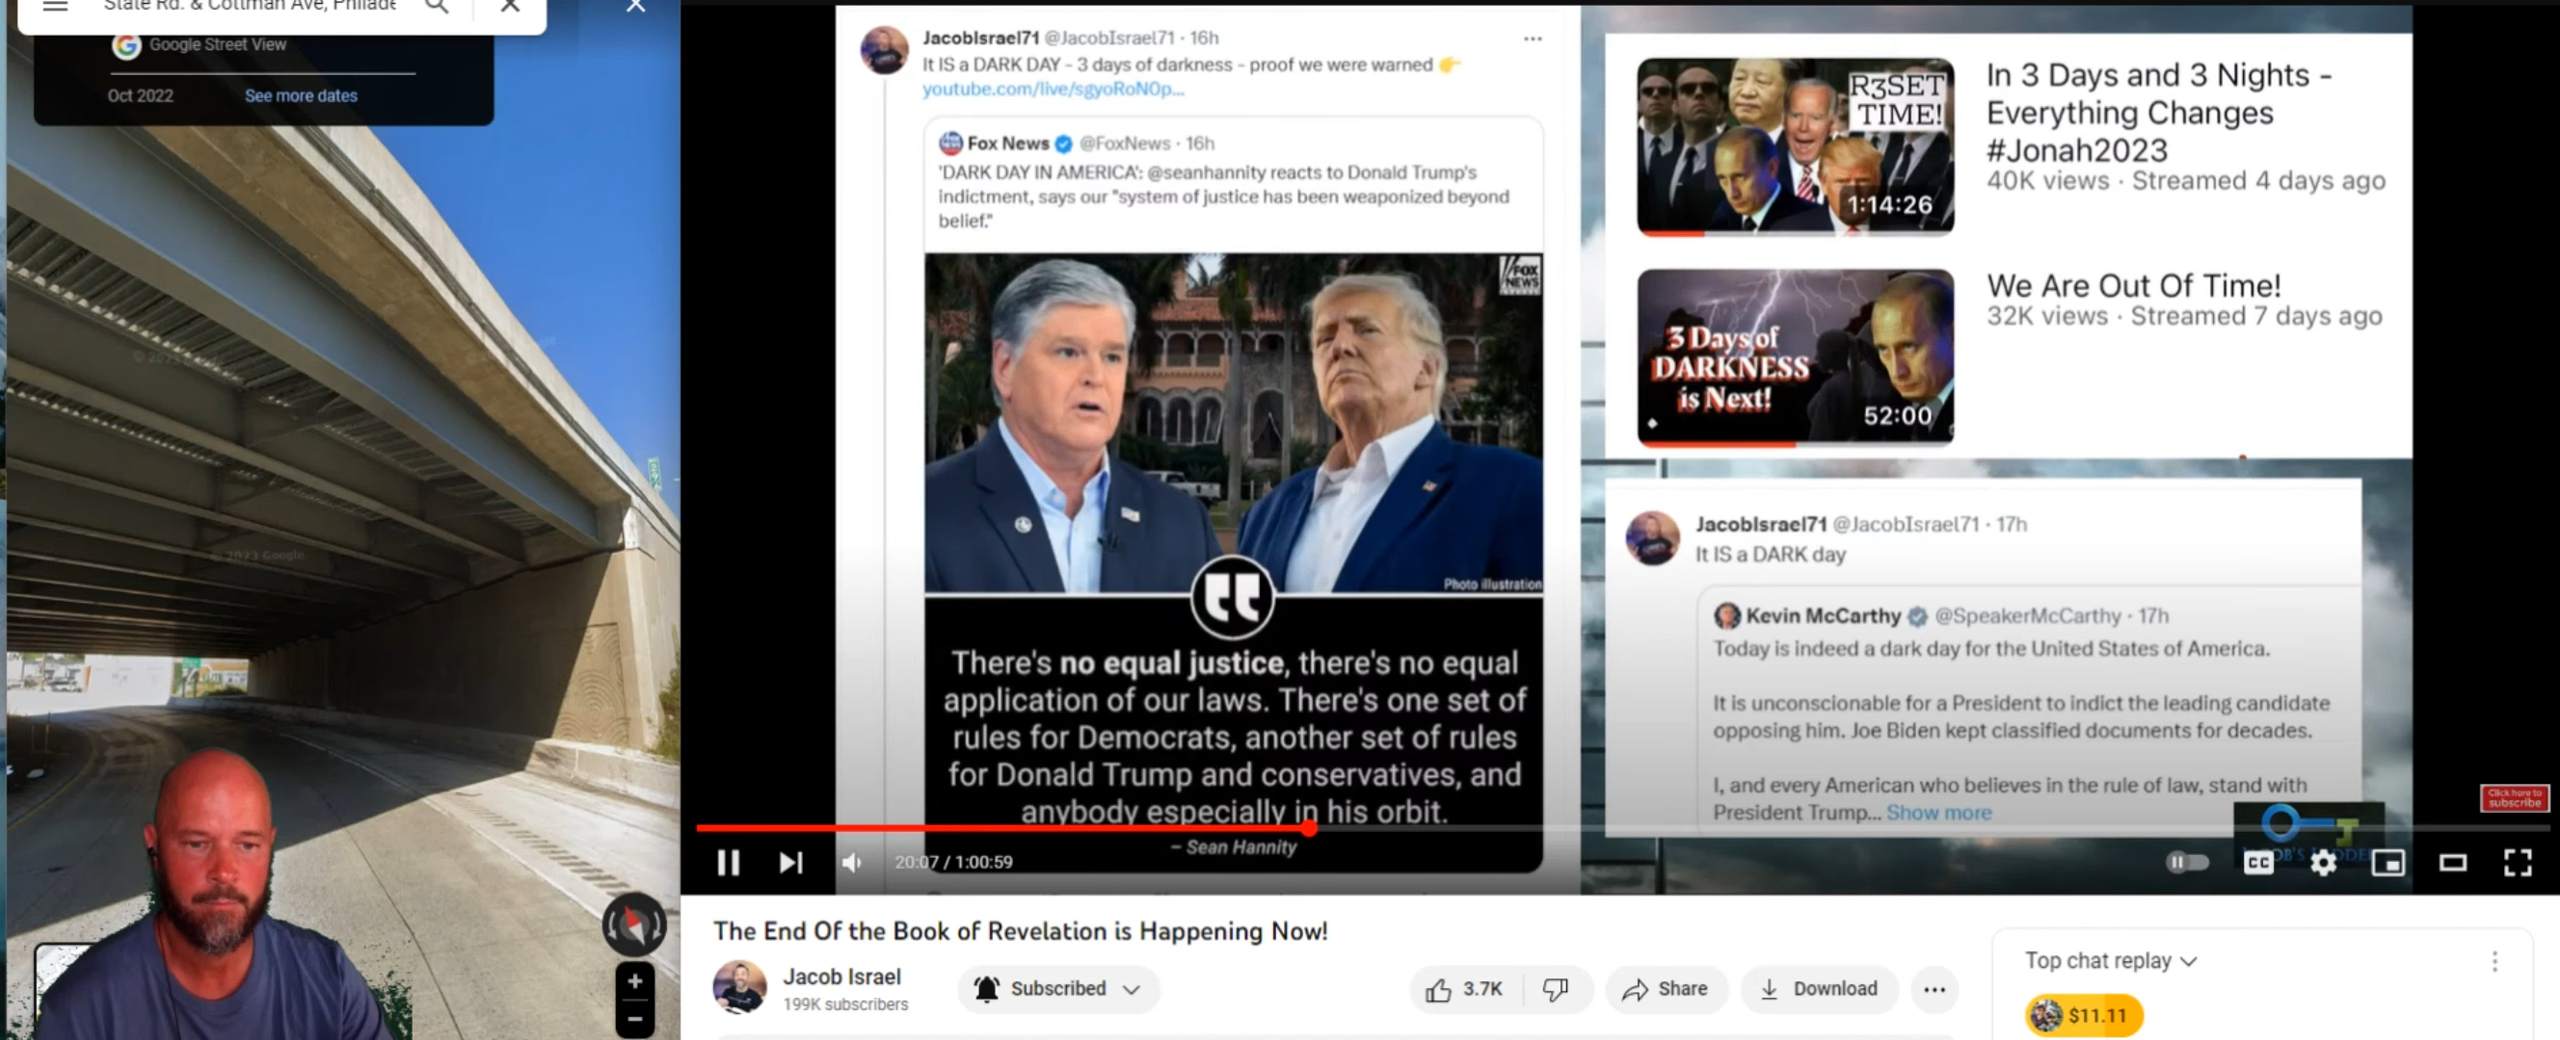 State Rd. & Cottman Ave, Philade
Google Street View
Oct 2022
See more dates
JacobIsrael71 @JacobIsrael71 · 16h
It IS a DARK DAY - 3 days of darkness - proof we were warned 👉
youtube.com/live/sgyoRoN0p...
Fox News @FoxNews · 16h
'DARK DAY IN AMERICA': @seanhannity reacts to Donald Trump's
indictment, says our "system of justice has been weaponized beyond
belief."
FOX
NEWS
Photo illustration
There's no equal justice, there's no equal
application of our laws. There's one set of
rules for Democrats, another set of rules
for Donald Trump and conservatives, and
anybody especially in his orbit.
– Sean Hannity
R3SET
TIME!
1:14:26
In 3 Days and 3 Nights -
Everything Changes
#Jonah2023
40K views · Streamed 4 days ago
3 Days of
DARKNESS
is Next!
52:00
We Are Out Of Time!
32K views · Streamed 7 days ago
JacobIsrael71 @JacobIsrael71 · 17h
It IS a DARK day
Kevin McCarthy @SpeakerMcCarthy · 17h
Today is indeed a dark day for the United States of America.
It is unconscionable for a President to indict the leading candidate
opposing him. Joe Biden kept classified documents for decades.
I, and every American who believes in the rule of law, stand with
President Trump... Show more
Click here to
subscribe
20:07 / 1:00:59
CC
The End Of the Book of Revelation is Happening Now!
Jacob Israel
199K subscribers
Subscribed
3.7K
Share
Download
Top chat replay
$11.11